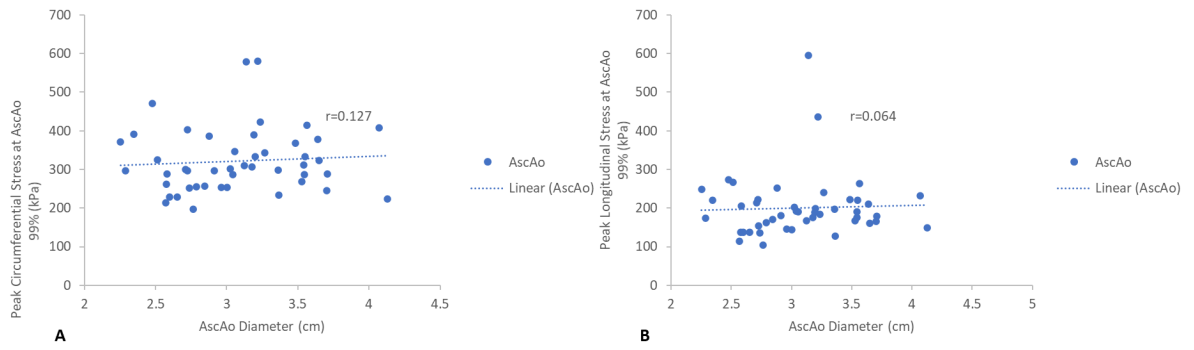 700
600
500
400
300
200
100
0
2
2.5
3
3.5
4
4.5
Peak Circumferential Stress at AscAo
99% (kPa)
AscAo Diameter (cm)
r=0.127
AscAo
Linear (AscAo)
A
700
600
500
400
300
200
100
0
2
2.5
3
3.5
4
4.5
5
Peak Longitudinal Stress at AscAo
99% (kPa)
AscAo Diameter (cm)
r=0.064
AscAo
Linear (AscAo)
B